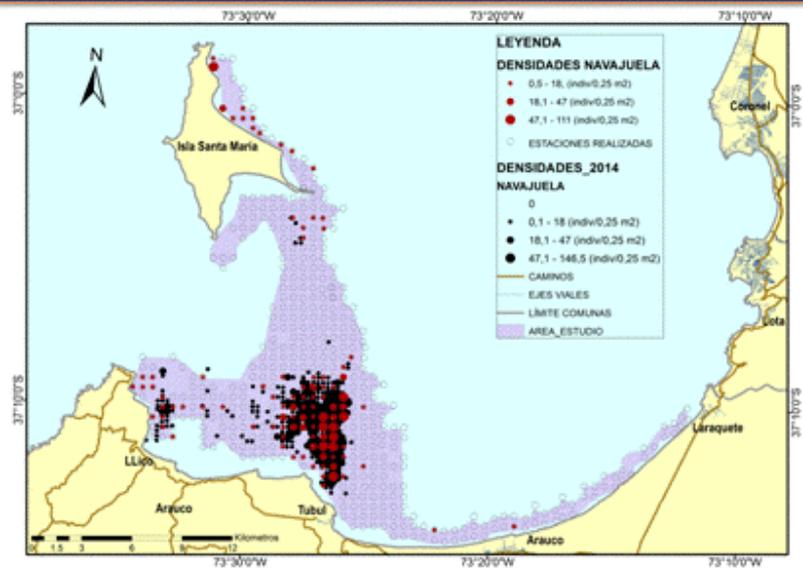 73°30'0"W 73°20'0"W 73°10'0"W
N
37°0'0"S
37°0'0"S
Isla Santa María
Coronel
LEYENDA
DENSIDADES NAVAJUELA
0,5 - 18, (indiv/0,25 m2)
18,1 - 47 (indiv/0,25 m2)
47,1 - 111 (indiv/0,25 m2)
ESTACIONES REALIZADAS
DENSIDADES_2014
NAVAJUELA
0
0,1 - 18 (indiv/0,25 m2)
18,1 - 47 (indiv/0,25 m2)
47,1 - 146,5 (indiv/0,25 m2)
CAMINOS
EJES VIALES
LÍMITE COMUNAS
AREA_ESTUDIO
Lota
37°10'0"S
37°10'0"S
Laraquete
LLico
Arauco
Tubul
Arauco
Kilometros
0 1.5 3 6 9 12
73°30'0"W 73°20'0"W 73°10'0"W